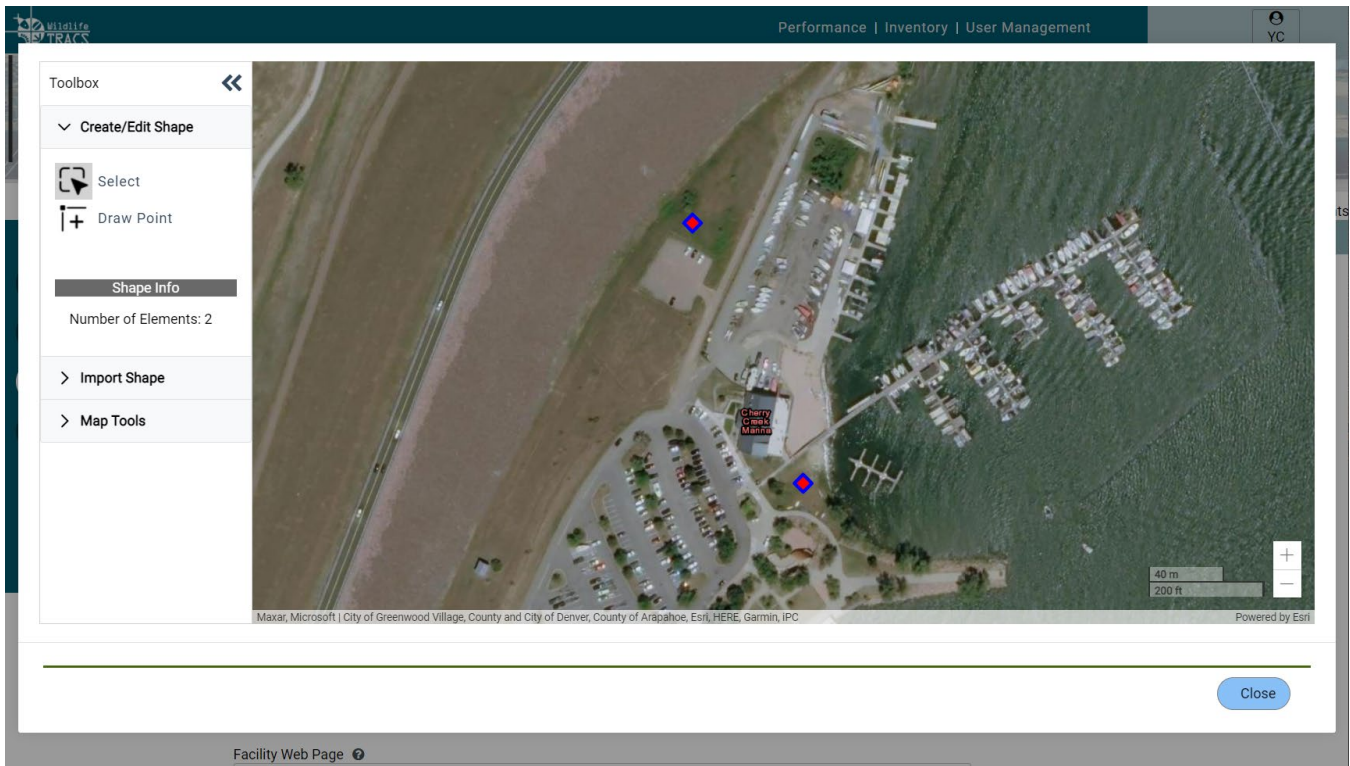 Wildlife
TRACS
Performance | Inventory | User Management
YC
Toolbox
Create/Edit Shape
Select
Draw Point
Shape Info
Number of Elements: 2
Import Shape
Map Tools
Cherry
Creek
Marina
40 m
200 ft
Maxar, Microsoft | City of Greenwood Village, County and City of Denver, County of Arapahoe, Esri, HERE, Garmin, iPC
Powered by Esri
ts
Close
Facility Web Page